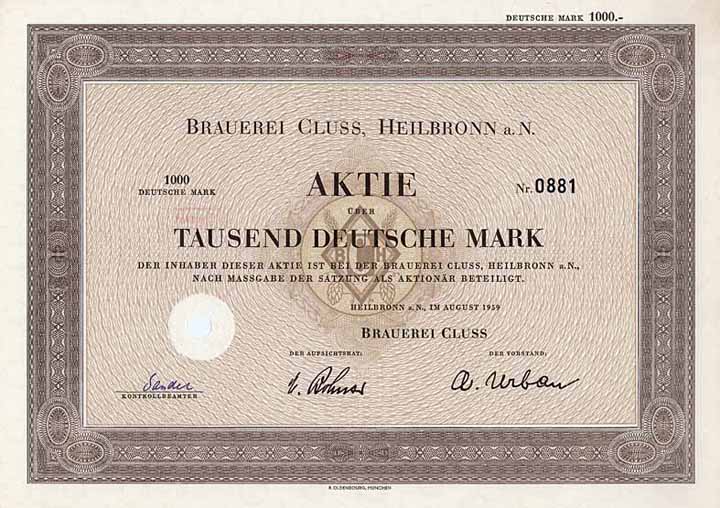 DEUTSCHE MARK 1000.-
BRAUEREI CLUSS, HEILBRONN a. N.
1000
DEUTSCHE MARK
AKTIE
Nr. 0881
ÜBER
TAUSEND DEUTSCHE MARK
DER INHABER DIESER AKTIE IST BEI DER BRAUEREI CLUSS, HEILBRONN a.N.,
NACH MASSGABE DER SATZUNG ALS AKTIONÄR BETEILIGT.
HEILBRONN a. N., IM AUGUST 1959
BRAUEREI CLUSS
DER AUFSICHTSRAT:
DER VORSTAND:
Sander
A. Urban
KONTROLLBEAMTER
R. OLDENBOURG, MÜNCHEN